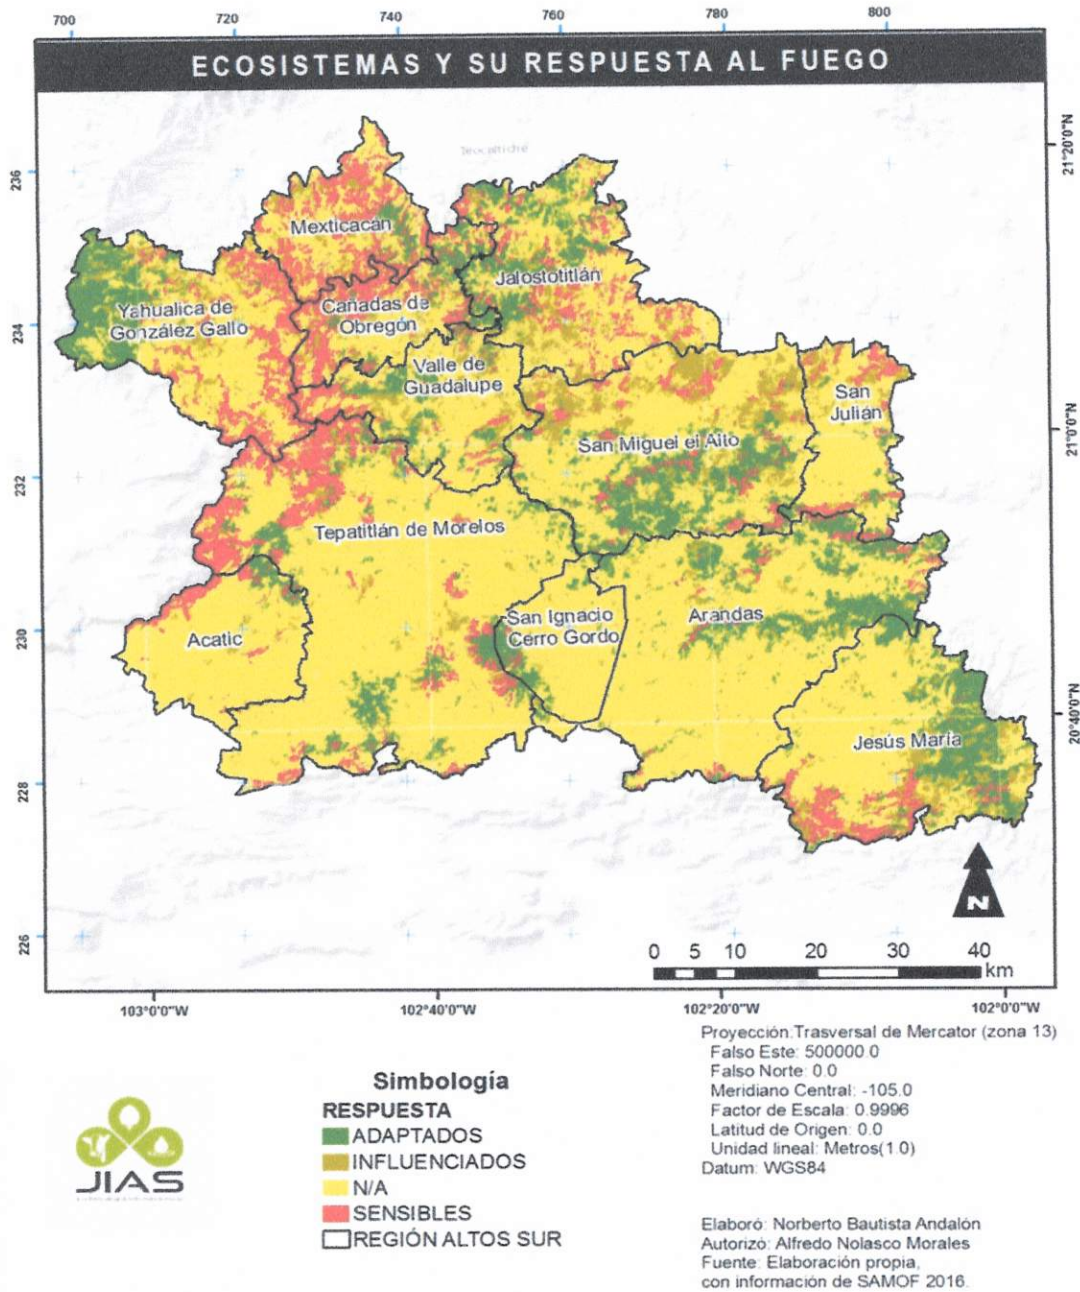 700 720 740 760 780 800
ECOSISTEMAS Y SU RESPUESTA AL FUEGO
Teocaltiche
21°20'0"N
236
Mexticacán
Jalostotitlán
Yahualica de
González Gallo
Cañadas de
Obregón
234
Valle de
Guadalupe
San
Julián
21°0'0"N
San Miguel el Alto
232
Tepatitlán de Morelos
San Ignacio
Cerro Gordo
Arandas
230
Acatic
20°40'0"N
Jesús María
228
N
226
0 5 10 20 30 40
km
103°0'0"W 102°40'0"W 102°20'0"W 102°0'0"W
Proyección:Trasversal de Mercator (zona 13)
Falso Este: 500000.0
Falso Norte: 0.0
Meridiano Central: -105.0
Factor de Escala: 0.9996
Latitud de Origen: 0.0
Unidad lineal: Metros(1.0)
Datum: WGS84
Simbología
RESPUESTA
ADAPTADOS
INFLUENCIADOS
N/A
SENSIBLES
REGIÓN ALTOS SUR
JIAS
Elaboró: Norberto Bautista Andalón
Autorizó: Alfredo Nolasco Morales
Fuente: Elaboración propia,
con información de SAMOF 2016.